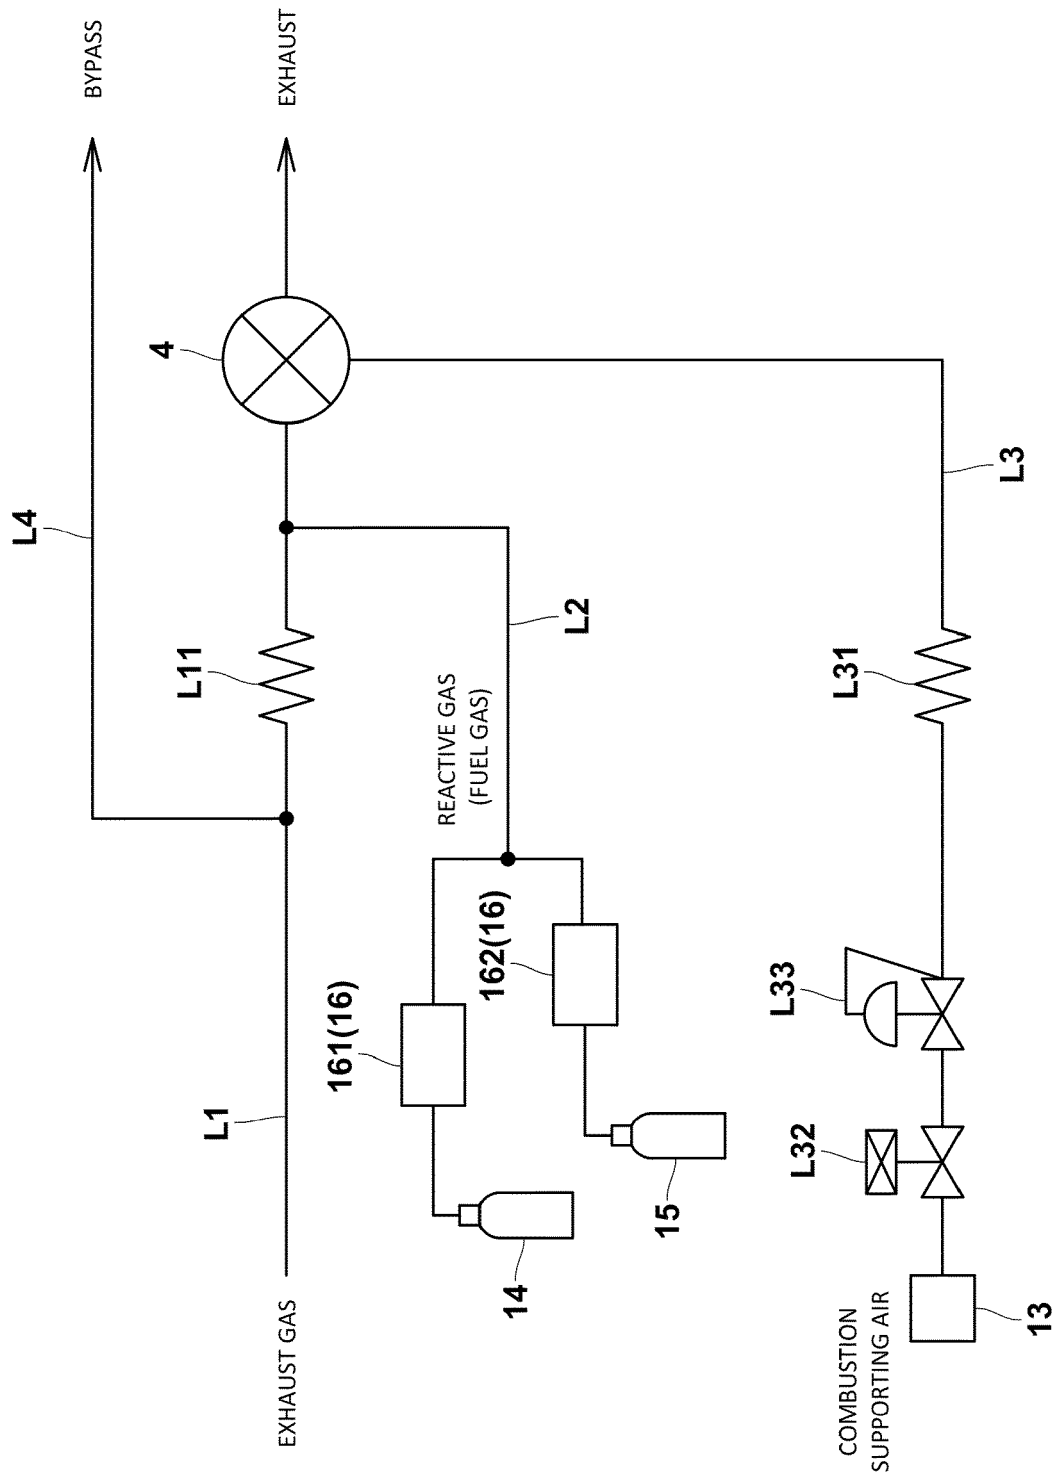 BYPASS
EXHAUST
4
L4
L3
L2
L11
L31
REACTIVE GAS
(FUEL GAS)
162(16)
161(16)
L33
L1
L32
15
14
13
EXHAUST GAS
COMBUSTION
SUPPORTING AIR